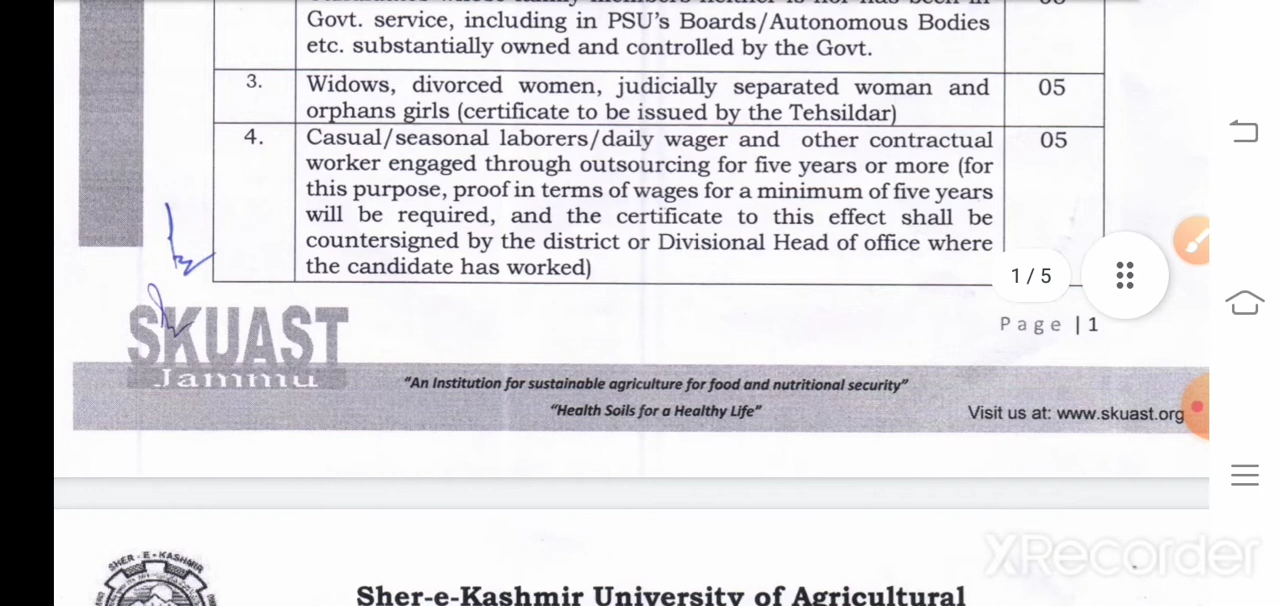 Govt. service, including in PSU's Boards/Autonomous Bodies
etc. substantially owned and controlled by the Govt.
3. Widows, divorced women, judicially separated woman and 05
orphans girls (certificate to be issued by the Tehsildar)
4. Casual/seasonal laborers/daily wager and other contractual 05
worker engaged through outsourcing for five years or more (for
this purpose, proof in terms of wages for a minimum of five years
will be required, and the certificate to this effect shall be
countersigned by the district or Divisional Head of office where
the candidate has worked)
1 / 5
Page |1
SKUAST
Jammu
"An Institution for sustainable agriculture for food and nutritional security"
"Health Soils for a Healthy Life"
Visit us at: www.skuast.org
XRecorder
SHER-E-KASHMIR
Sher-e-Kashmir University of Agricultural